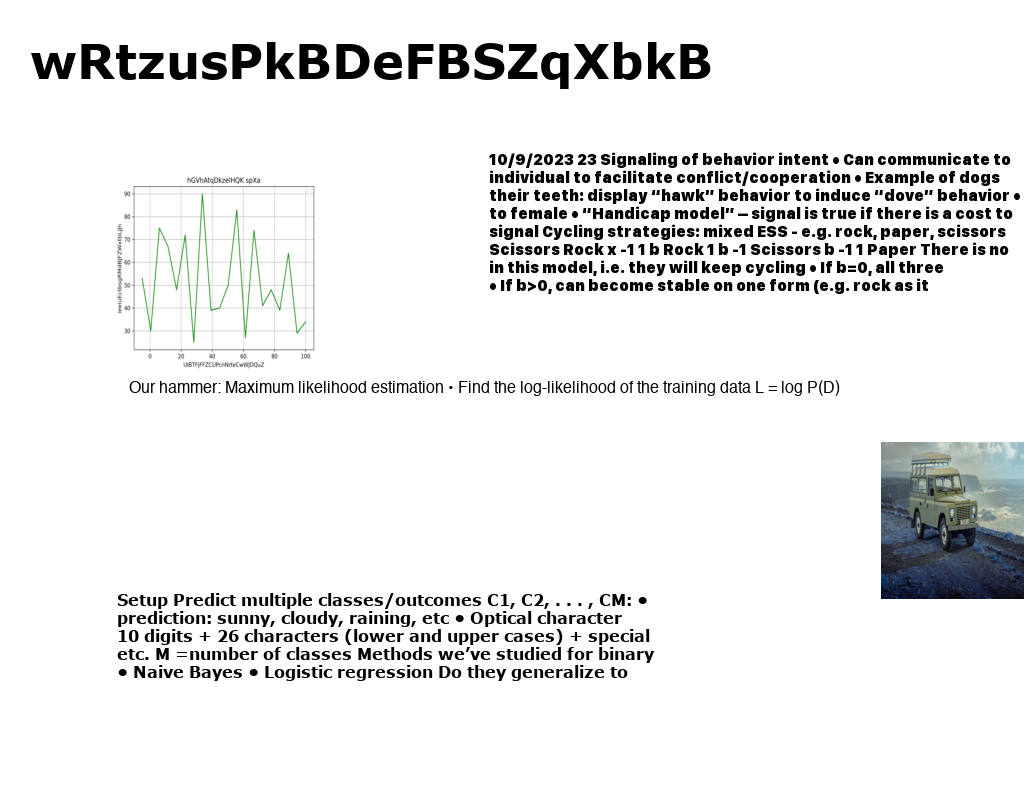 wRtzusPkBDeFBSZqXbkB
10/9/2023 23 Signaling of behavior intent • Can communicate to
individual to facilitate conflict/cooperation • Example of dogs
their teeth: display “hawk” behavior to induce “dove” behavior •
to female • “Handicap model” – signal is true if there is a cost to
signal Cycling strategies: mixed ESS - e.g. rock, paper, scissors
Scissors Rock x -1 1 b Rock 1 b -1 Scissors b -1 1 Paper There is no
in this model, i.e. they will keep cycling • If b=0, all three
• If b>0, can become stable on one form (e.g. rock as it
hGVhAtqDkzelHQK spXa
90
80
70
60
50
40
30
0 20 40 60 80 100
Our hammer: Maximum likelihood estimation • Find the log-likelihood of the training data L = log P(D)
Setup Predict multiple classes/outcomes C1, C2, . . . , CM: •
prediction: sunny, cloudy, raining, etc • Optical character
10 digits + 26 characters (lower and upper cases) + special
etc. M =number of classes Methods we’ve studied for binary
• Naive Bayes • Logistic regression Do they generalize to